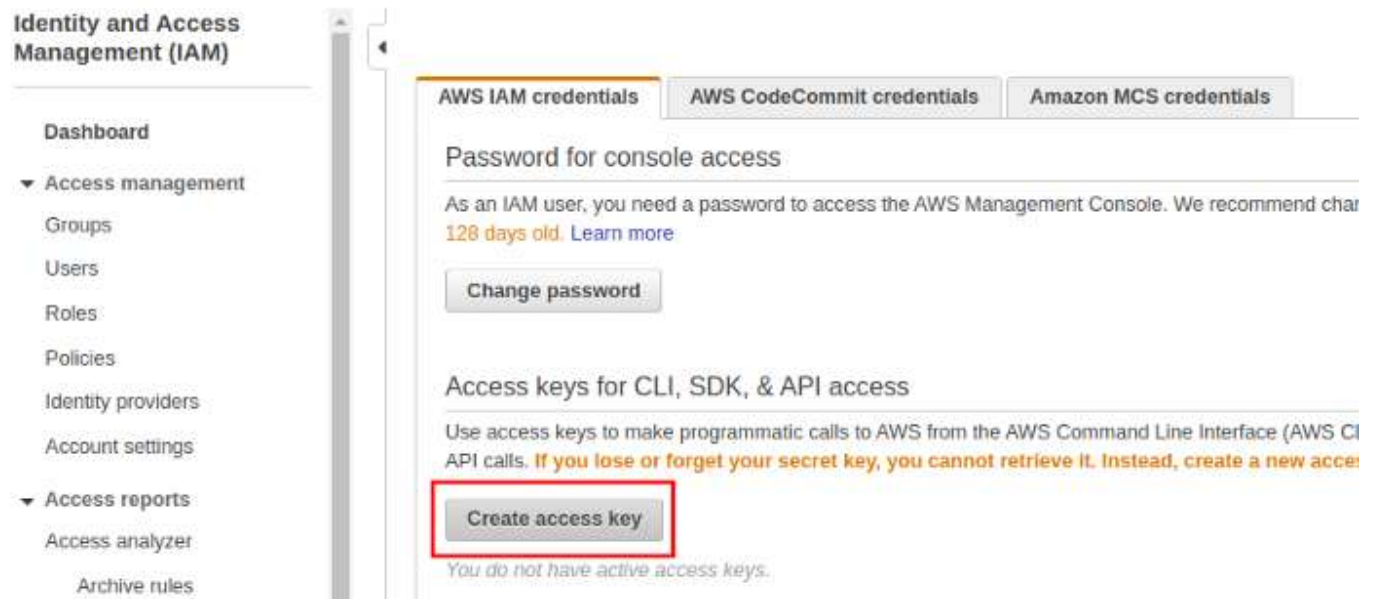 Identity and Access
Management (IAM)
Dashboard
Access management
Groups
Users
Roles
Policies
Identity providers
Account settings
Access reports
Access analyzer
Archive rules
AWS IAM credentials
AWS CodeCommit credentials
Amazon MCS credentials
Password for console access
As an IAM user, you need a password to access the AWS Management Console. We recommend char
128 days old. Learn more
Change password
Access keys for CLI, SDK, & API access
Use access keys to make programmatic calls to AWS from the AWS Command Line Interface (AWS Cl
API calls. If you lose or forget your secret key, you cannot retrieve it. Instead, create a new acce
Create access key
You do not have active access keys.